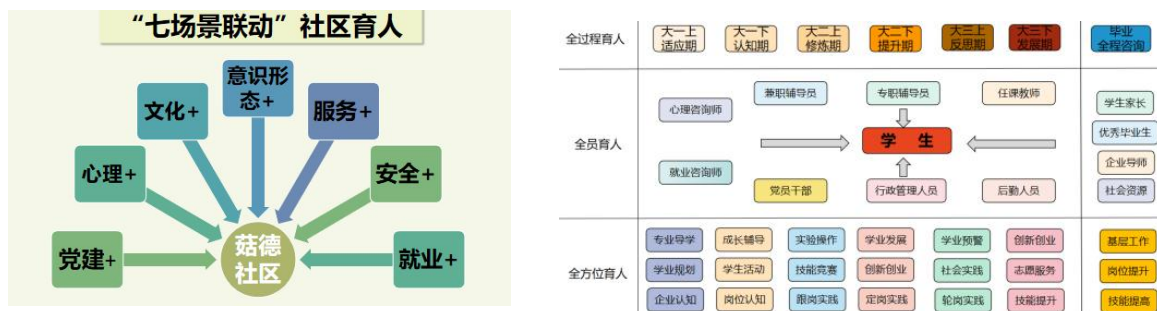 “七场景联动”社区育人
党建+
心理+
文化+
意识形
态+
服务+
安全+
就业+
菇德
社区
全过程育人
大一上
适应期
大一下
认知期
大二上
修炼期
大二下
提升期
大三上
反思期
大三下
发展期
毕业
全程咨询
全员育人
心理咨询师
兼职辅导员
专职辅导员
任课教师
学 生
就业咨询师
党员干部
行政管理人员
后勤人员
学生家长
优秀毕业生
企业导师
社会资源
全方位育人
专业导学
成长辅导
实验操作
学业发展
学业预警
创新创业
基层工作
学业规划
学生活动
技能竞赛
创新创业
社会实践
志愿服务
岗位提升
企业认知
岗位认知
跟岗实践
定岗实践
轮岗实践
技能提升
技能提高